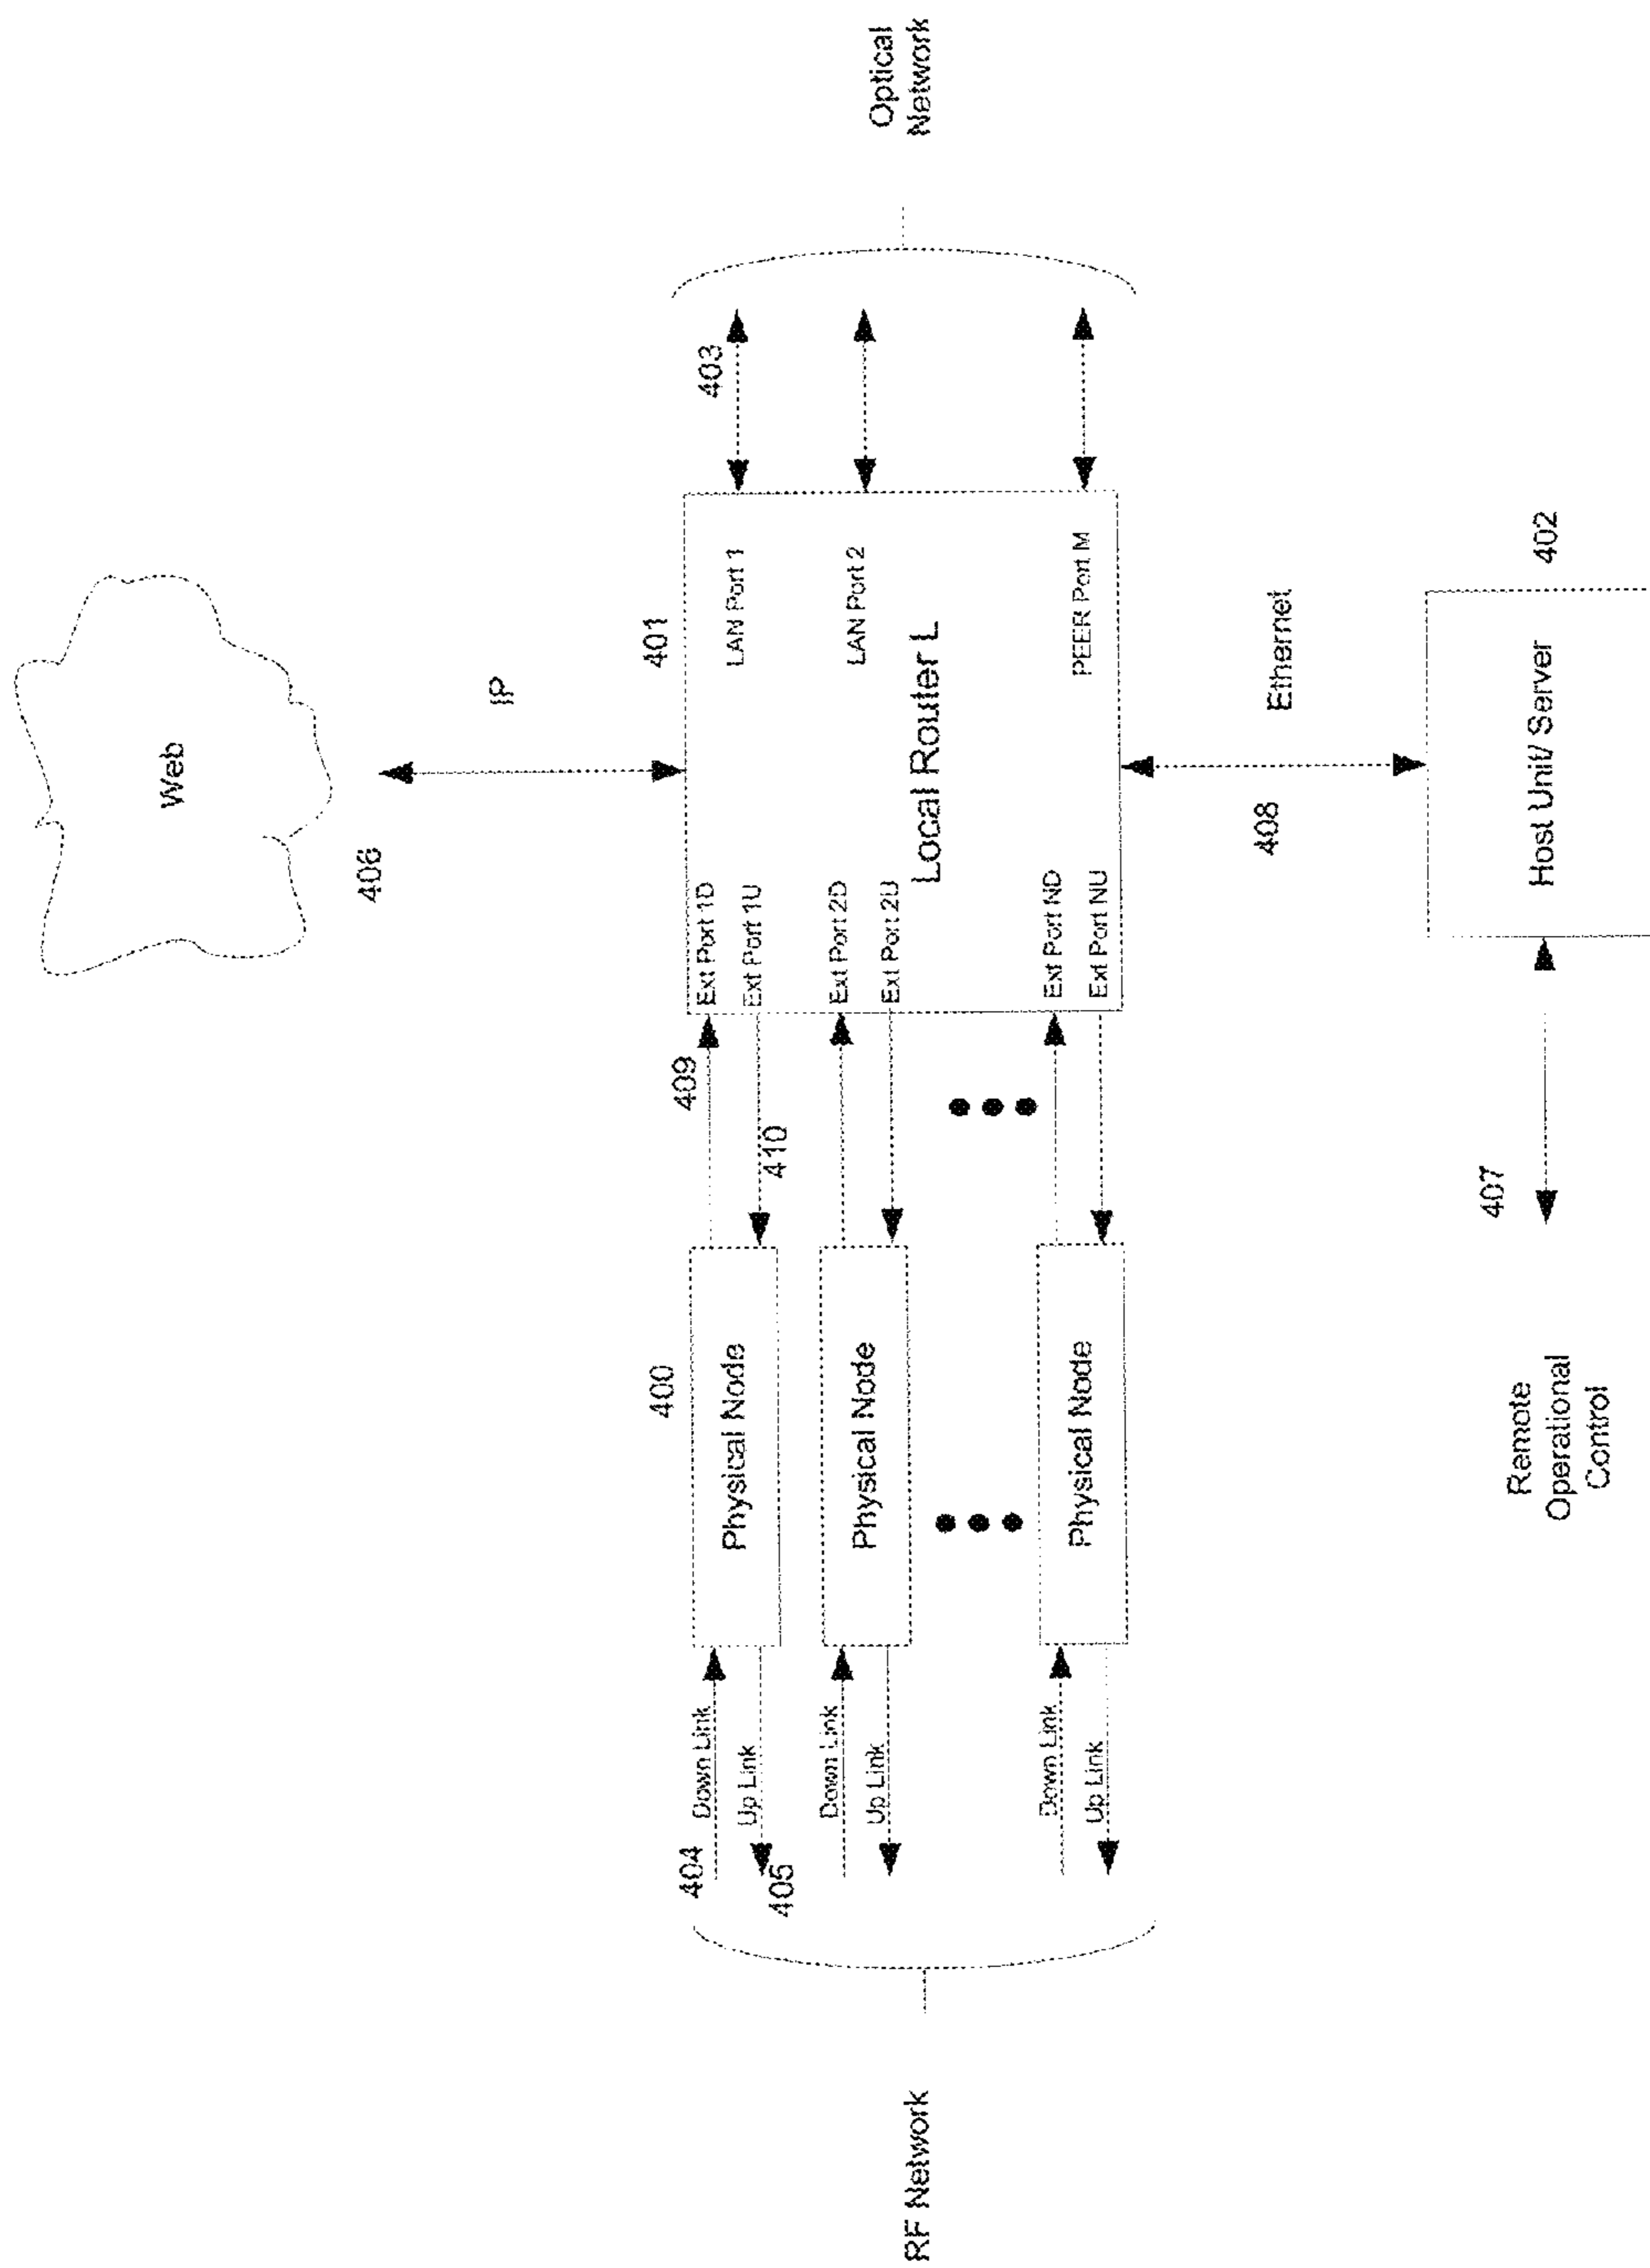 Web
406
IP
401
Ext Port 1D
Ext Port 1U
Ext Port 2D
Ext Port 2U
Ext Port ND
Ext Port NU
LAN Port 1
LAN Port 2
PEER Port M
Local Router L
403
Optical
Network
409
410
400
Physical Node
Physical Node
Physical Node
404
Down Link
Up Link
405
Down Link
Up Link
Down Link
Up Link
RF Network
408
Ethernet
Host Unit/ Server
402
407
Remote
Operational
Control